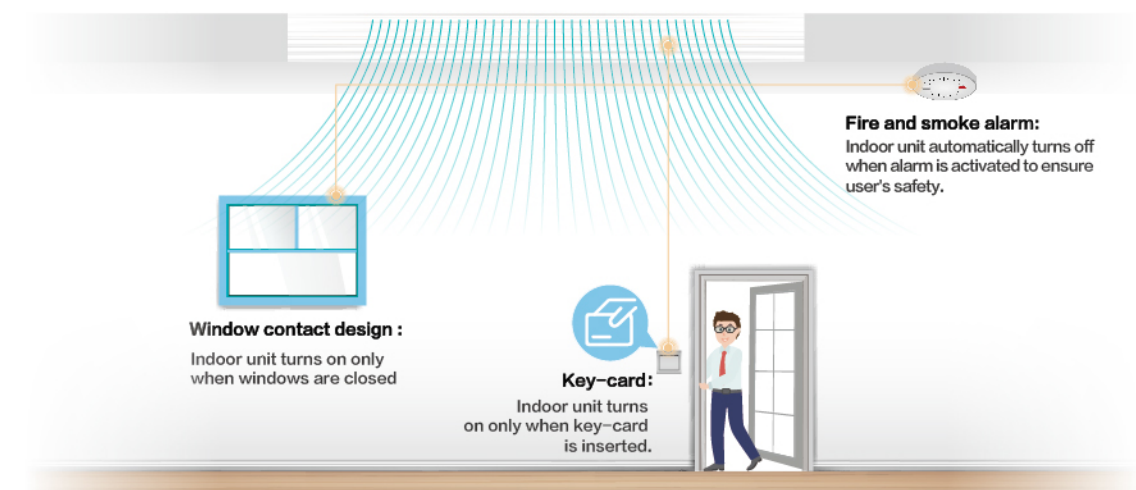 Fire and smoke alarm:
Indoor unit automatically turns off
when alarm is activated to ensure
user's safety.
Window contact design :
Indoor unit turns on only
when windows are closed
Key-card:
Indoor unit turns
on only when key-card
is inserted.